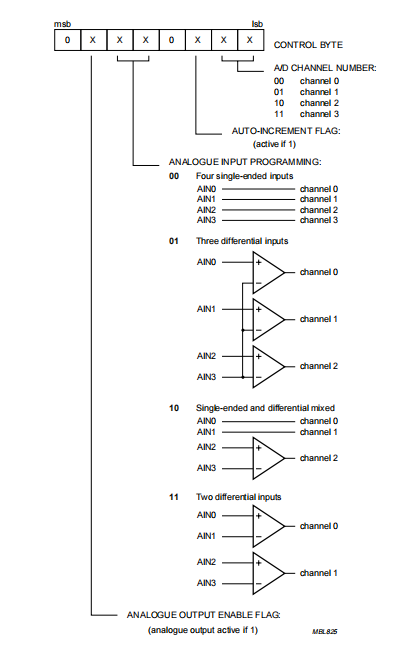 msb lsb
0 X X X 0 X X X
CONTROL BYTE
A/D CHANNEL NUMBER:
00 channel 0
01 channel 1
10 channel 2
11 channel 3
AUTO-INCREMENT FLAG:
(active if 1)
ANALOGUE INPUT PROGRAMMING:
00 Four single-ended inputs
AIN0 channel 0
AIN1 channel 1
AIN2 channel 2
AIN3 channel 3
01 Three differential inputs
AIN0 + − channel 0
AIN1 + − channel 1
AIN2 + channel 2
AIN3 −
10 Single-ended and differential mixed
AIN0 channel 0
AIN1 channel 1
AIN2 + channel 2
AIN3 −
11 Two differential inputs
AIN0 + channel 0
AIN1 −
AIN2 + channel 1
AIN3 −
ANALOGUE OUTPUT ENABLE FLAG:
(analogue output active if 1)
MBL825